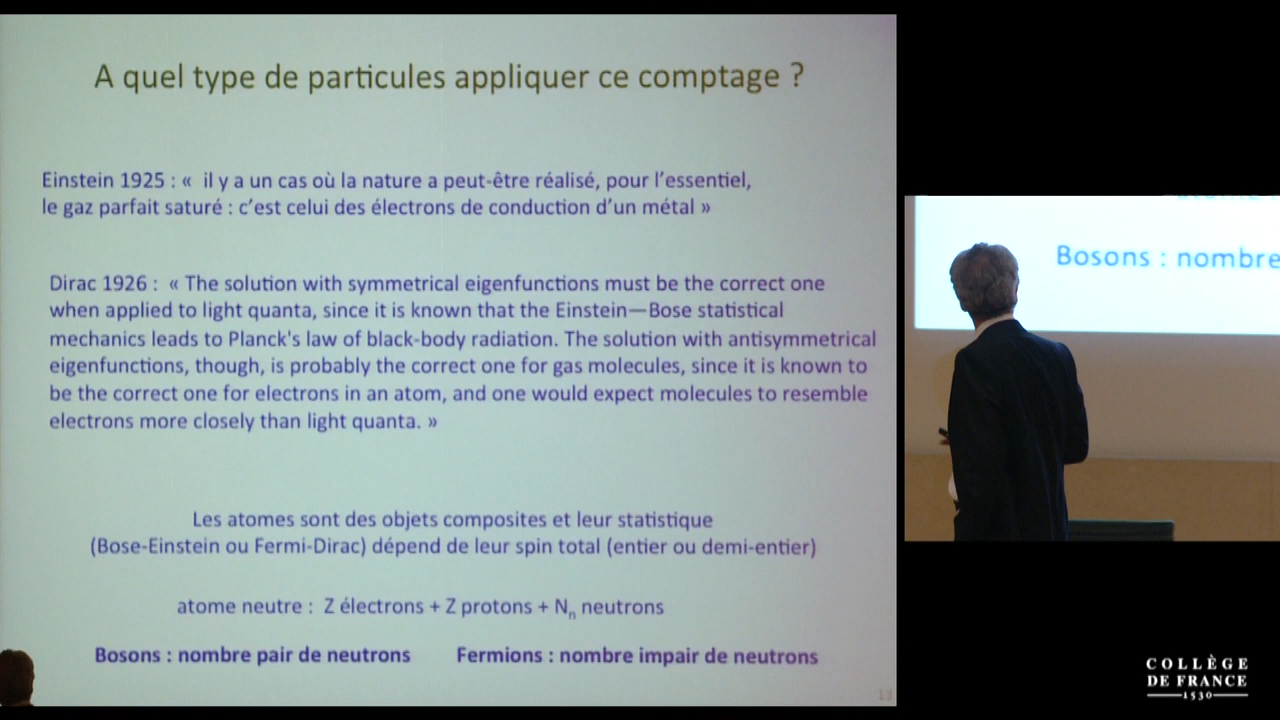 A quel type de particules appliquer ce comptage ?
Einstein 1925 : « il y a un cas où la nature a peut-être réalisé, pour l'essentiel,
le gaz parfait saturé : c'est celui des électrons de conduction d'un métal »
Dirac 1926 : « The solution with symmetrical eigenfunctions must be the correct one
when applied to light quanta, since it is known that the Einstein—Bose statistical
mechanics leads to Planck's law of black-body radiation. The solution with antisymmetrical
eigenfunctions, though, is probably the correct one for gas molecules, since it is known to
be the correct one for electrons in an atom, and one would expect molecules to resemble
electrons more closely than light quanta. »
Les atomes sont des objets composites et leur statistique
(Bose-Einstein ou Fermi-Dirac) dépend de leur spin total (entier ou demi-entier)
atome neutre : Z électrons + Z protons + Nn neutrons
Bosons : nombre pair de neutrons Fermions : nombre impair de neutrons
13
Bosons : nombre
COLLÈGE
DE FRANCE
1530